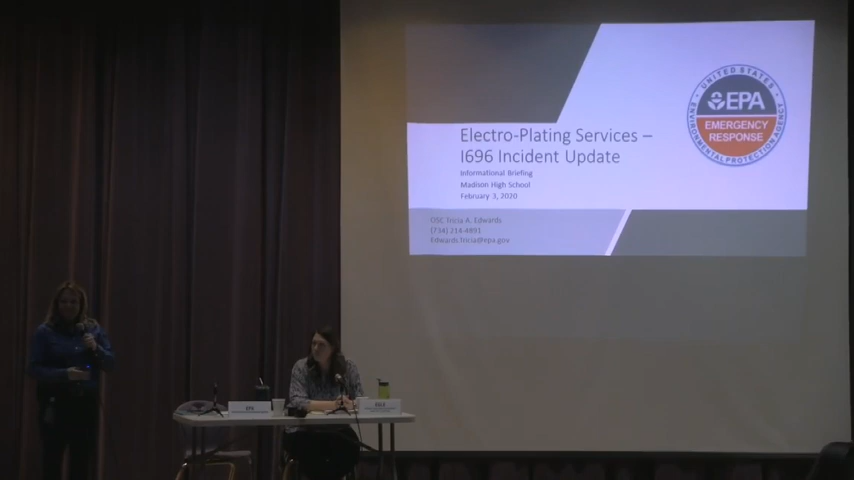 Electro-Plating Services –
I696 Incident Update
Informational Briefing
Madison High School
February 3, 2020
OSC Tricia A. Edwards
(734) 214-4891
Edwards.Tricia@epa.gov
UNITED STATES
EPA
EMERGENCY
RESPONSE
ENVIRONMENTAL PROTECTION AGENCY
EPA